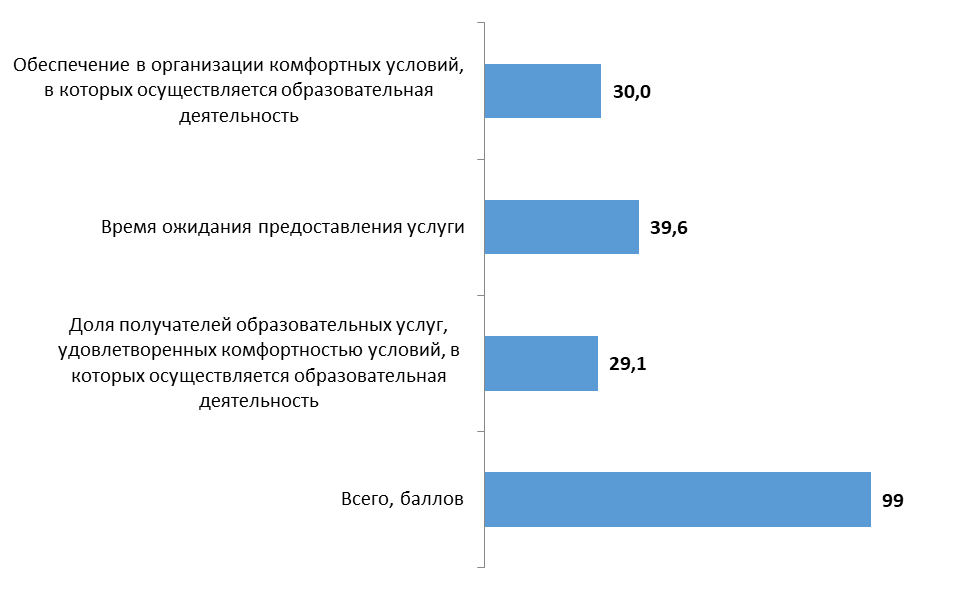 Обеспечение в организации комфортных условий,
в которых осуществляется образовательная
деятельность
30,0
Время ожидания предоставления услуги
39,6
Доля получателей образовательных услуг,
удовлетворенных комфортностью условий, в
которых осуществляется образовательная
деятельность
29,1
Всего, баллов
99